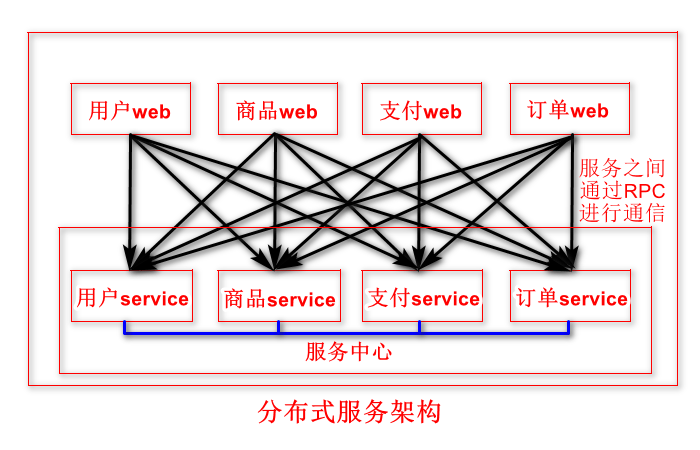 用户web
商品web
支付web
订单web
服务之间
通过RPC
进行通信
用户service
商品service
支付service
订单service
服务中心
分布式服务架构